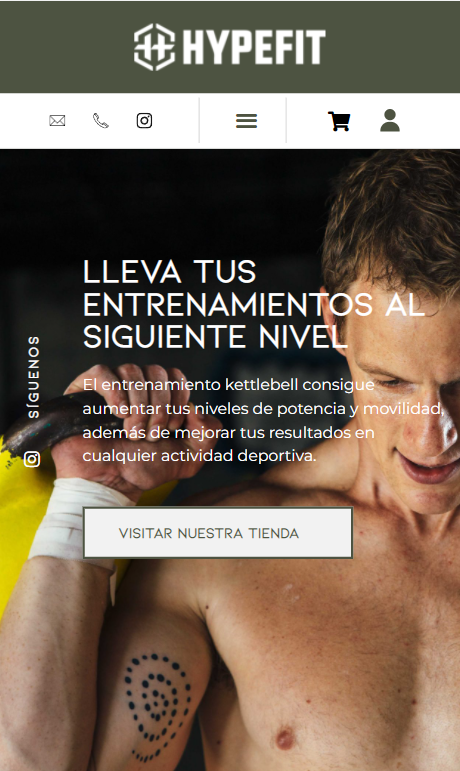 HYPEFIT
LLEVA TUS
ENTRENAMIENTOS AL
SIGUIENTE NIVEL
SÍGUENOS
El entrenamiento kettlebell consigue
aumentar tus niveles de potencia y movilidad,
además de mejorar tus resultados en
cualquier actividad deportiva.
VISITAR NUESTRA TIENDA